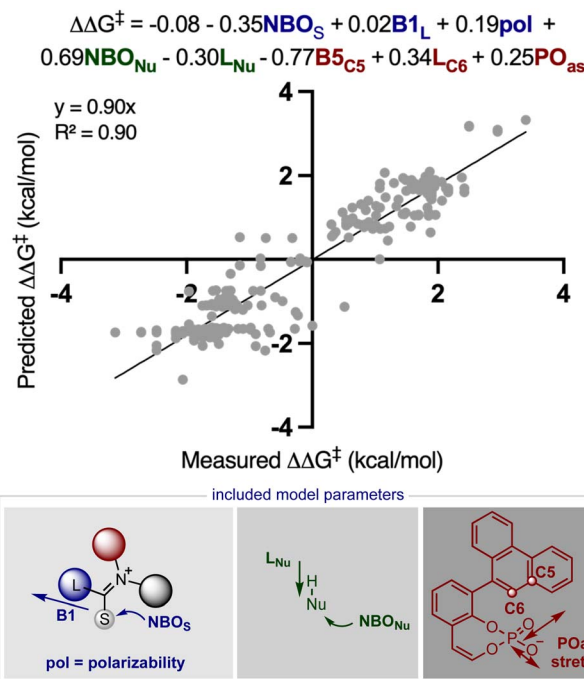 ΔΔG‡ = -0.08 - 0.35NBOS + 0.02B1L + 0.19pol +
0.69NBONu - 0.30LNu - 0.77B5C5 + 0.34LC6 + 0.25POas
y = 0.90x
R² = 0.90
Predicted ΔΔG‡ (kcal/mol)
4
2
-2
-4
-4
-2
2
4
Measured ΔΔG‡ (kcal/mol)
included model parameters
L
N+
S
B1
NBOS
pol = polarizability
LNu
H
Nu
NBONu
C5
C6
O
P
O
O
O−
POa
stret